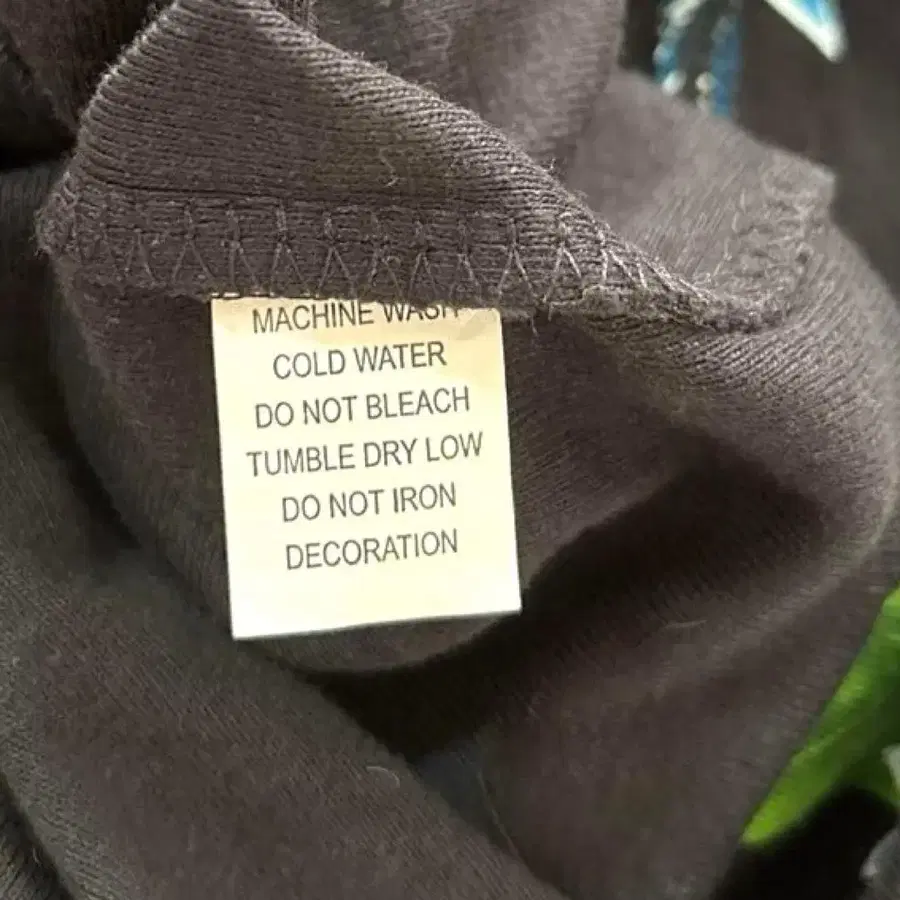 MACHINE WASH
COLD WATER
DO NOT BLEACH
TUMBLE DRY LOW
DO NOT IRON
DECORATION